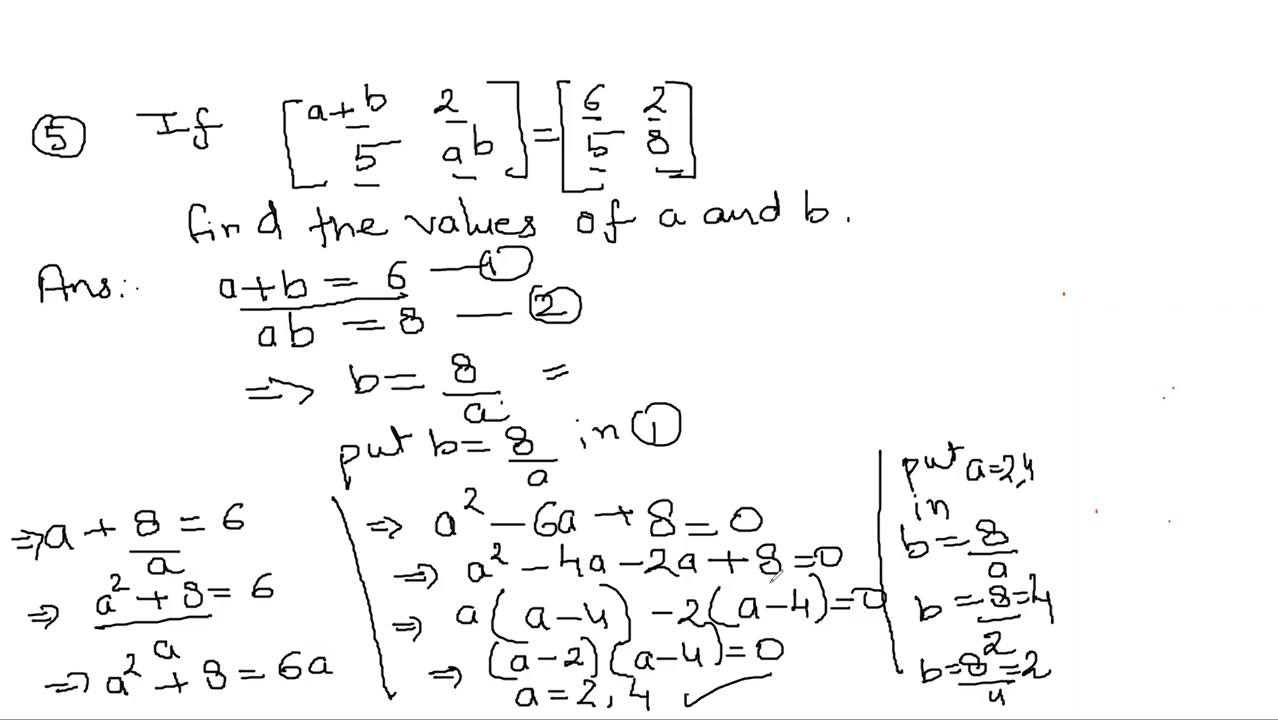 ⑤ If [a+b 2] = [6 2]
[5 ab] [5 8]
find the values of a and b.
Ans:. a+b = 6 — ①
ab = 8 — ②
=> b = 8/a =
put b = 8/a in ①
=> a + 8/a = 6
=> (a² + 8)/a = 6
=> a² + 8 = 6a
=> a² - 6a + 8 = 0
=> a² - 4a - 2a + 8 = 0
=> a(a-4) - 2(a-4) = 0
=> (a-2)(a-4) = 0
a = 2, 4 ✓
put a=2,4
in
b = 8/a
b = 8/2 = 4
b = 8/4 = 2